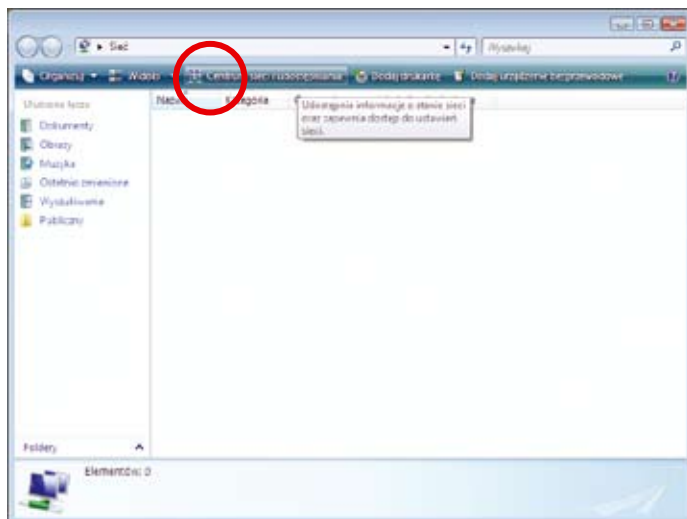 Sieć
Wyszukaj
Organizuj Widoki Centrum sieci i udostępniania Dodaj drukarkę Dodaj urządzenie bezprzewodowe
Ulubione łącza
Dokumenty
Obrazy
Muzyka
Ostatnio zmienione
Wyszukiwania
Publiczny
Foldery
Nazwa Kategoria
Udostępnia informacje o stanie sieci
oraz zapewnia dostęp do ustawień
sieci.
Elementów: 0